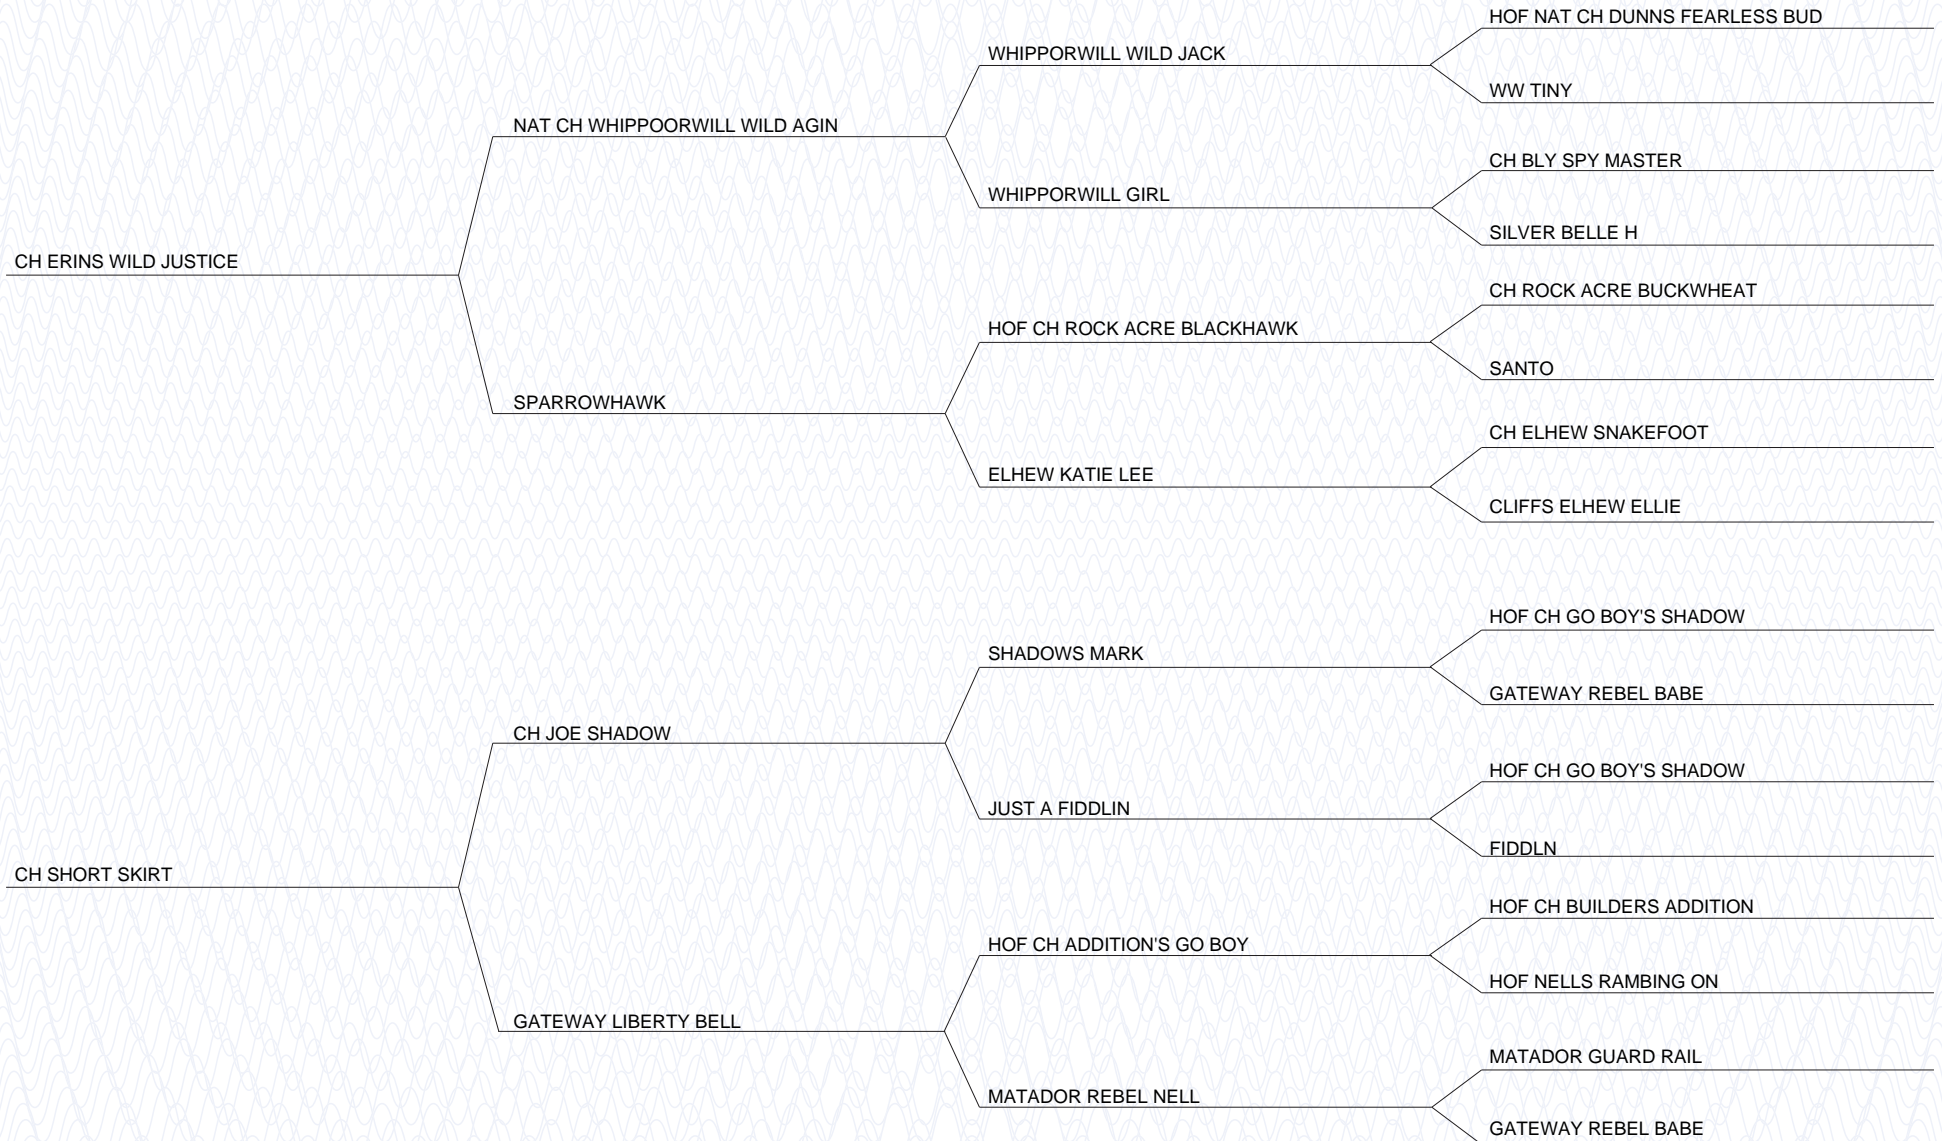 HOF NAT CH DUNNS FEARLESS BUD
WHIPPORWILL WILD JACK
WW TINY
NAT CH WHIPPOORWILL WILD AGIN
CH BLY SPY MASTER
WHIPPORWILL GIRL
SILVER BELLE H
CH ERINS WILD JUSTICE
CH ROCK ACRE BUCKWHEAT
HOF CH ROCK ACRE BLACKHAWK
SANTO
SPARROWHAWK
CH ELHEW SNAKEFOOT
ELHEW KATIE LEE
CLIFFS ELHEW ELLIE
HOF CH GO BOY'S SHADOW
SHADOWS MARK
GATEWAY REBEL BABE
CH JOE SHADOW
HOF CH GO BOY'S SHADOW
JUST A FIDDLIN
FIDDLN
CH SHORT SKIRT
HOF CH BUILDERS ADDITION
HOF CH ADDITION'S GO BOY
HOF NELLS RAMBING ON
GATEWAY LIBERTY BELL
MATADOR GUARD RAIL
MATADOR REBEL NELL
GATEWAY REBEL BABE